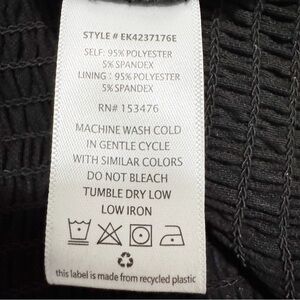 STYLE # EK4237176E
SELF: 95% POLYESTER
5% SPANDEX
LINING: 95% POLYESTER
5% SPANDEX
RN# 153476
MACHINE WASH COLD
IN GENTLE CYCLE
WITH SIMILAR COLORS
DO NOT BLEACH
TUMBLE DRY LOW
LOW IRON
this label is made from recycled plastic